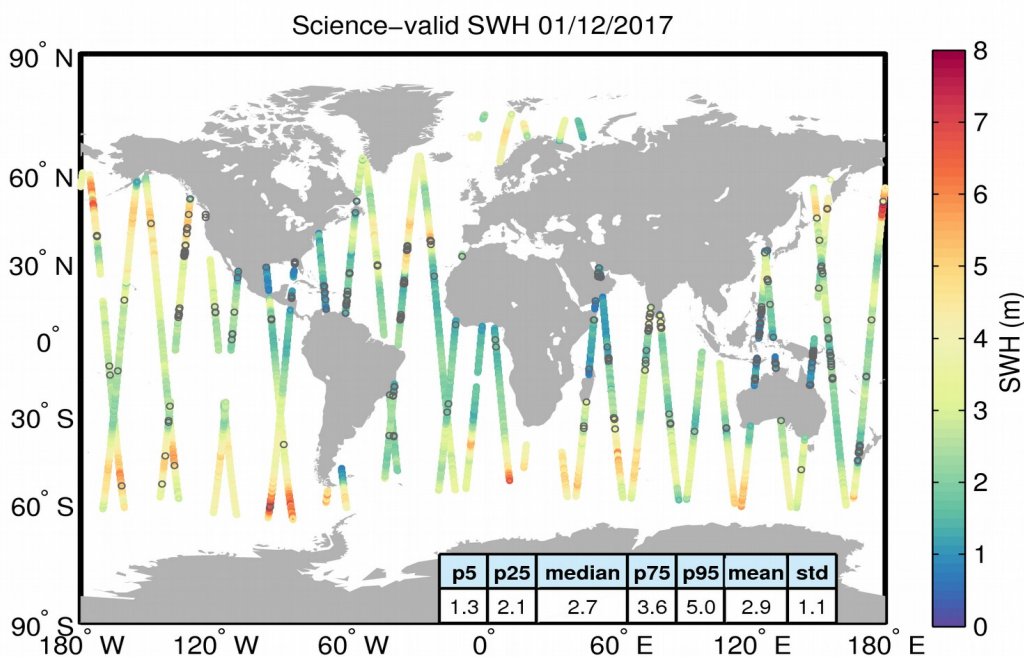 Science−valid SWH 01/12/2017
90° N
60° N
30° N
0°
30° S
60° S
90° S
180° W
120° W
60° W
0°
60° E
120° E
180° E
p5 p25 median p75 p95 mean std
1.3 2.1 2.7 3.6 5.0 2.9 1.1
8
7
6
5
4
3
2
1
0
SWH (m)